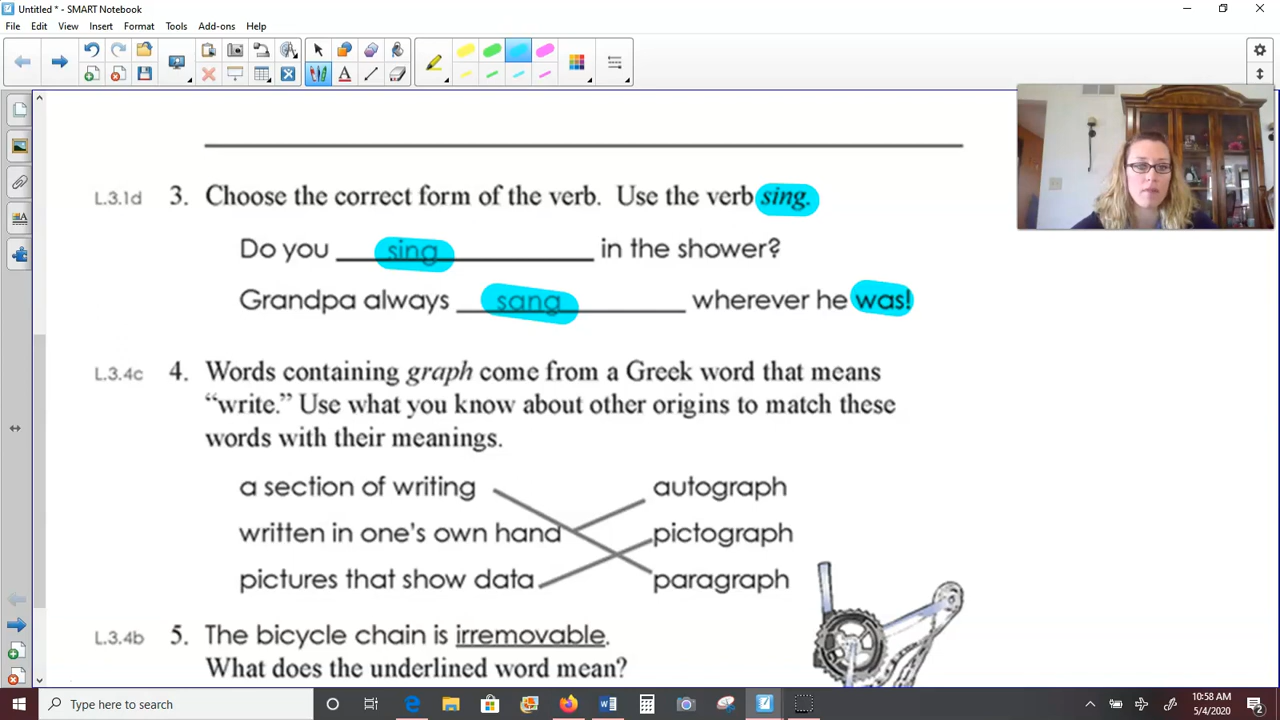 Untitled * - SMART Notebook
File Edit View Insert Format Tools Add-ons Help
L.3.1d 3. Choose the correct form of the verb. Use the verb sing.
Do you sing in the shower?
Grandpa always sang wherever he was!
L.3.4c 4. Words containing graph come from a Greek word that means
“write.” Use what you know about other origins to match these
words with their meanings.
a section of writing autograph
written in one's own hand pictograph
pictures that show data paragraph
L.3.4b 5. The bicycle chain is irremovable.
What does the underlined word mean?
Type here to search
10:58 AM
5/4/2020
2